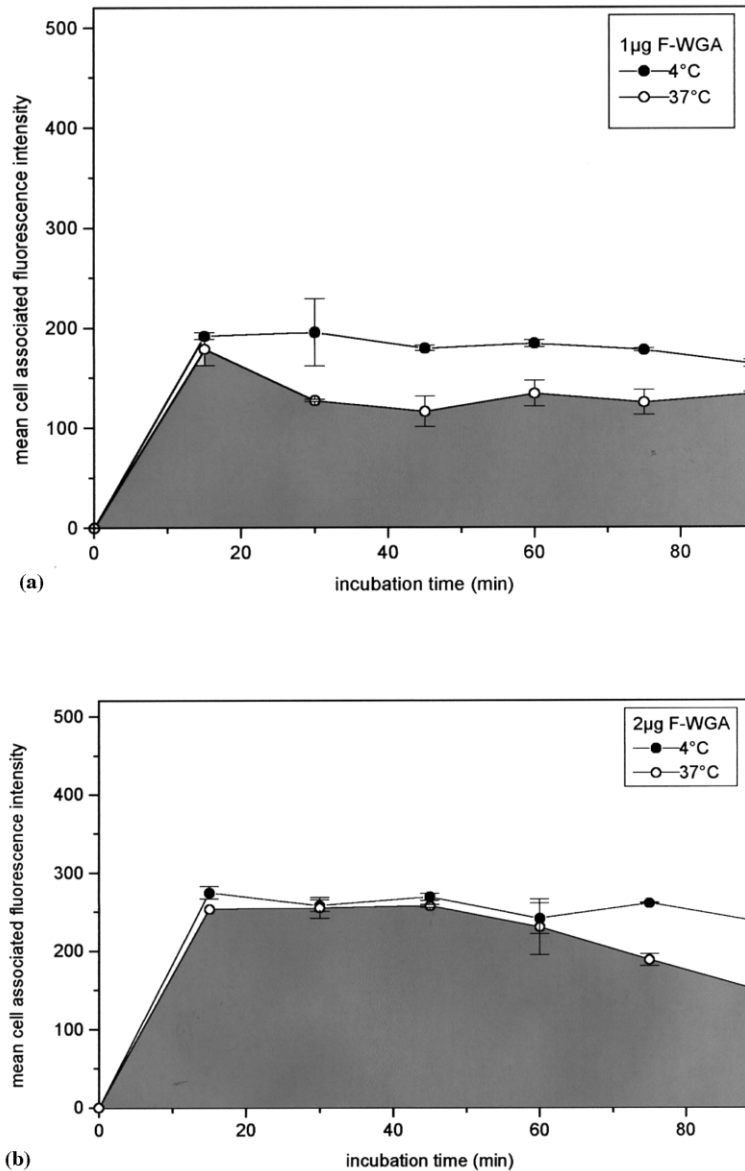 500
400
300
200
100
0
mean cell associated fluorescence intensity
1µg F-WGA
4°C
37°C
0
20
40
60
80
incubation time (min)
(a)
500
400
300
200
100
0
mean cell associated fluorescence intensity
2µg F-WGA
4°C
37°C
0
20
40
60
80
incubation time (min)
(b)